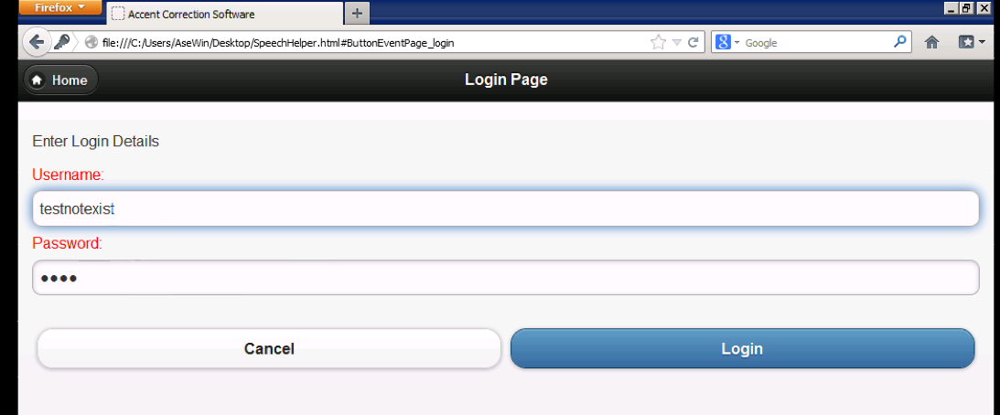 Firefox
Accent Correction Software
file:///C:/Users/AseWin/Desktop/SpeechHelper.html#ButtonEventPage_login
8 Google
Home
Login Page
Enter Login Details
Username:
testnotexist
Password:
••••
Cancel
Login